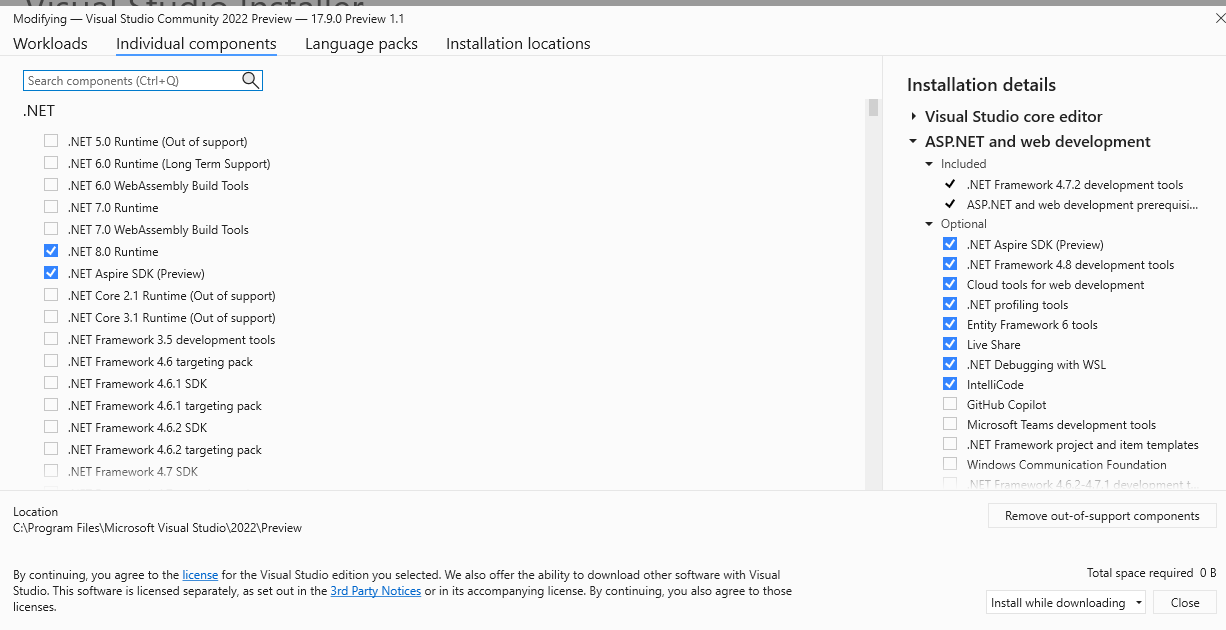 Visual Studio Installer
Modifying — Visual Studio Community 2022 Preview — 17.9.0 Preview 1.1
Workloads
Individual components
Language packs
Installation locations
Search components (Ctrl+Q)
.NET
.NET 5.0 Runtime (Out of support)
.NET 6.0 Runtime (Long Term Support)
.NET 6.0 WebAssembly Build Tools
.NET 7.0 Runtime
.NET 7.0 WebAssembly Build Tools
.NET 8.0 Runtime
.NET Aspire SDK (Preview)
.NET Core 2.1 Runtime (Out of support)
.NET Core 3.1 Runtime (Out of support)
.NET Framework 3.5 development tools
.NET Framework 4.6 targeting pack
.NET Framework 4.6.1 SDK
.NET Framework 4.6.1 targeting pack
.NET Framework 4.6.2 SDK
.NET Framework 4.6.2 targeting pack
.NET Framework 4.7 SDK
Installation details
Visual Studio core editor
ASP.NET and web development
Included
.NET Framework 4.7.2 development tools
ASP.NET and web development prerequisi...
Optional
.NET Aspire SDK (Preview)
.NET Framework 4.8 development tools
Cloud tools for web development
.NET profiling tools
Entity Framework 6 tools
Live Share
.NET Debugging with WSL
IntelliCode
GitHub Copilot
Microsoft Teams development tools
.NET Framework project and item templates
Windows Communication Foundation
.NET Framework 4.6.2-4.7.1 development t...
Location
C:\Program Files\Microsoft Visual Studio\2022\Preview
Remove out-of-support components
By continuing, you agree to the license for the Visual Studio edition you selected. We also offer the ability to download other software with Visual
Studio. This software is licensed separately, as set out in the 3rd Party Notices or in its accompanying license. By continuing, you also agree to those
licenses.
Total space required 0 B
Install while downloading
Close